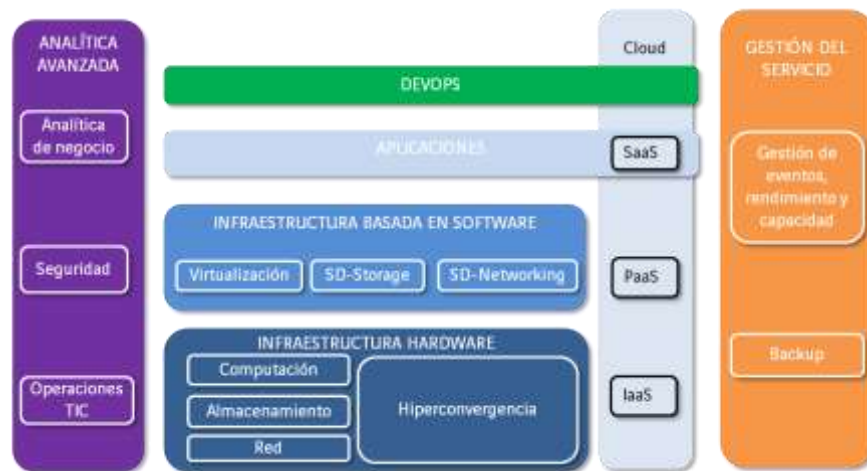 ANALÍTICA
AVANZADA
Analítica
de negocio
Seguridad
Operaciones
TIC
DEVOPS
APLICACIONES
INFRAESTRUCTURA BASADA EN SOFTWARE
Virtualización
SD-Storage
SD-Networking
INFRAESTRUCTURA HARDWARE
Computación
Almacenamiento
Red
Hiperconvergencia
Cloud
SaaS
PaaS
IaaS
GESTIÓN DEL
SERVICIO
Gestión de
eventos,
rendimiento y
capacidad
Backup